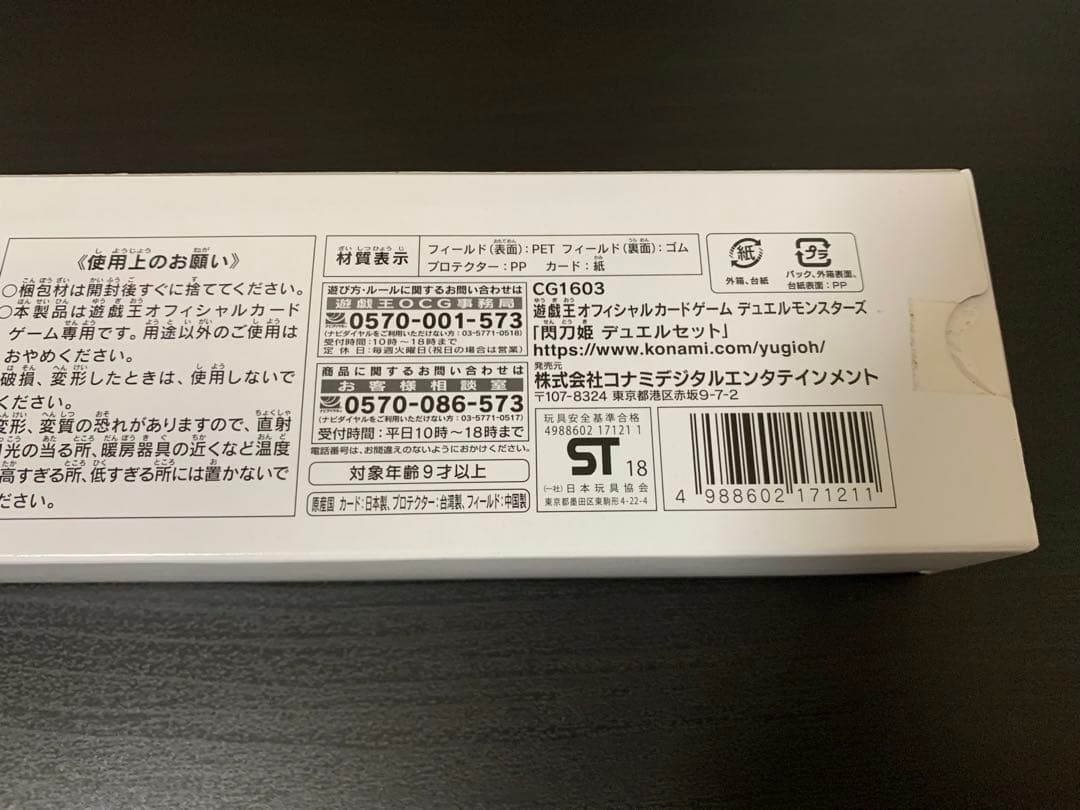 《使用上のお願い》
○梱包材は開封後すぐに捨ててください。
○本製品は遊戯王オフィシャルカード
ゲーム専用です。用途以外のご使用は
おやめください。
破損、変形したときは、使用しないで
ください。
変形、変質の恐れがありますので、直射
日光の当る所、暖房器具の近くなど温度
高すぎる所、低すぎる所には置かないで
ださい。
材質表示
フィールド(表面):PET フィールド(裏面):ゴム
プロテクター:PP カード:紙
遊び方・ルールに関するお問い合わせは
遊戯王OCG事務局
0570-001-573
(ナビダイヤルをご利用いただけない方:03-5771-0518)
受付時間:10時〜18時まで
定休日:毎週火曜日(祝日の場合は営業)
商品に関するお問い合わせは
お客様相談室
0570-086-573
(ナビダイヤルをご利用いただけない方:03-5771-0517)
受付時間:平日10時〜18時まで
電話番号は、お間違えのないようにおかけください。
対象年齢9才以上
原産国 カード:日本製、プロテクター:台湾製、フィールド:中国製
紙
外箱、台紙
プラ
パック、外箱表面、
台紙表面:PP
CG1603
遊戯王オフィシャルカードゲーム デュエルモンスターズ
「閃刀姫 デュエルセット」
https://www.konami.com/yugioh/
発売元
株式会社コナミデジタルエンタテインメント
〒107-8324 東京都港区赤坂9-7-2
玩具安全基準合格
4988602 17121 1
ST 18
(一社)日本玩具協会
東京都墨田区東駒形4-22-4
4 988602 171211